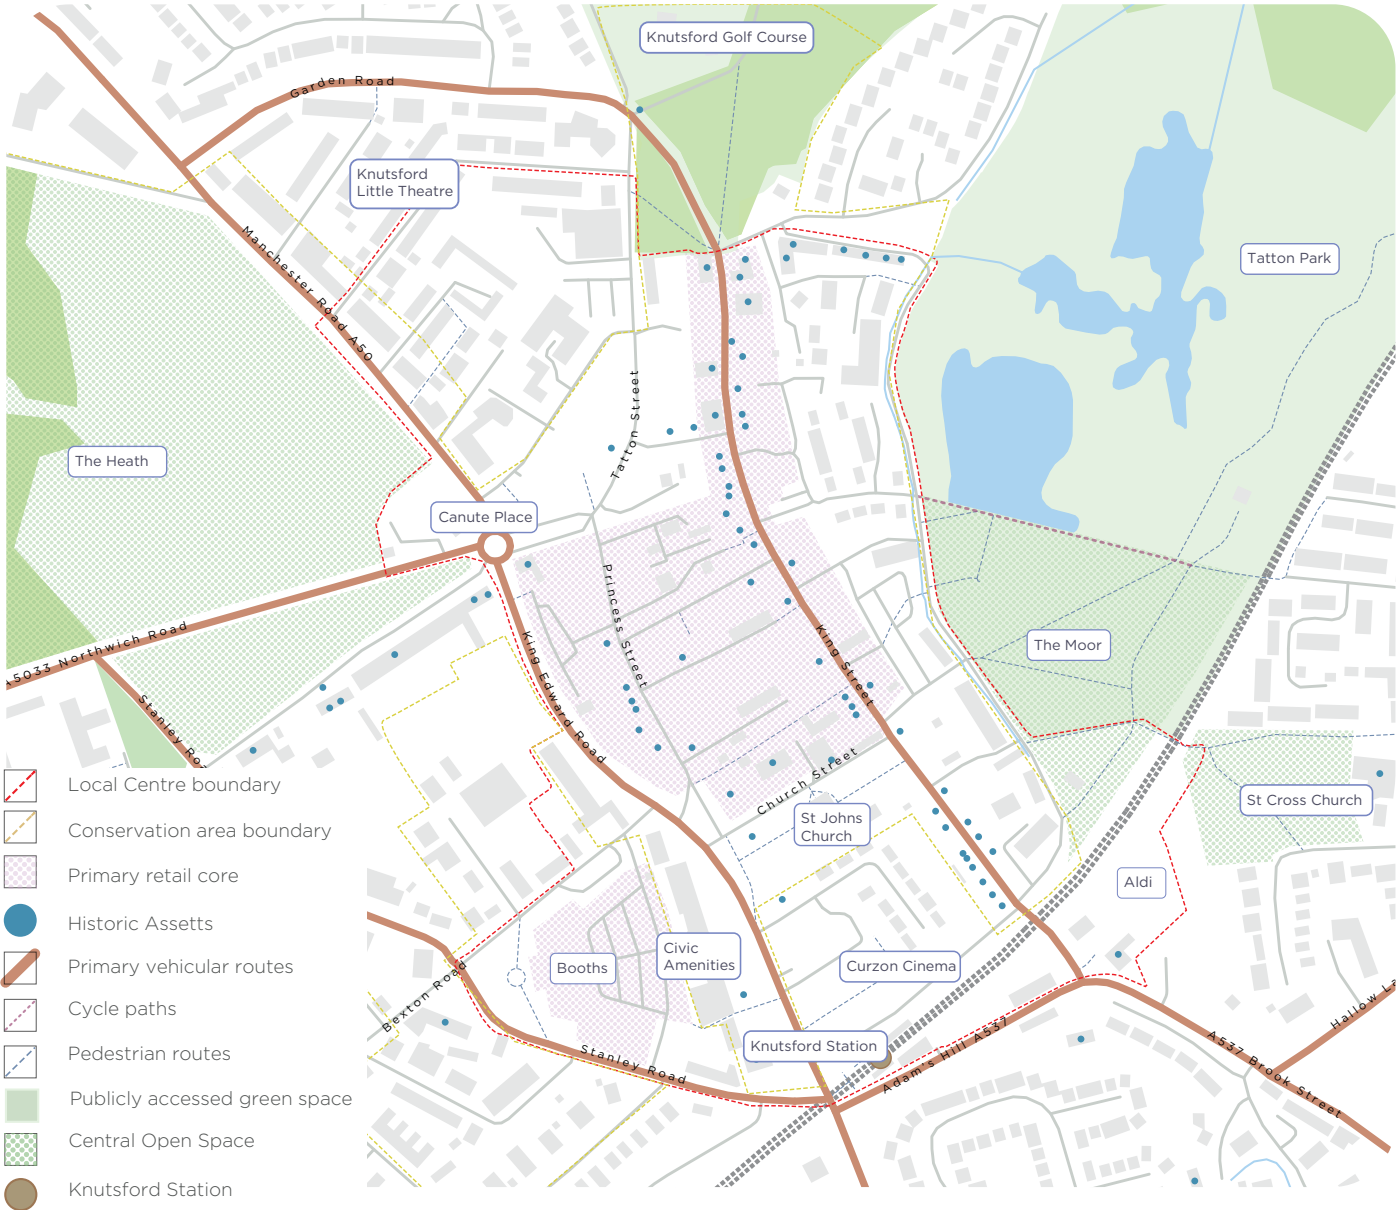 Knutsford Golf Course
Garden Road
Knutsford
Little Theatre
Manchester Road A50
Tatton Park
Tatton Street
The Heath
Canute Place
Princess Street
King Street
The Moor
A5033 Northwich Road
King Edward Road
Stanley Roa
Church Street
St Johns
Church
St Cross Church
Aldi
Civic
Amenities
Booths
Curzon Cinema
Bexton Road
Knutsford Station
Stanley Road
Adam's Hill A537
A537 Brook Street
Hallow La
Local Centre boundary
Conservation area boundary
Primary retail core
Historic Assetts
Primary vehicular routes
Cycle paths
Pedestrian routes
Publicly accessed green space
Central Open Space
Knutsford Station